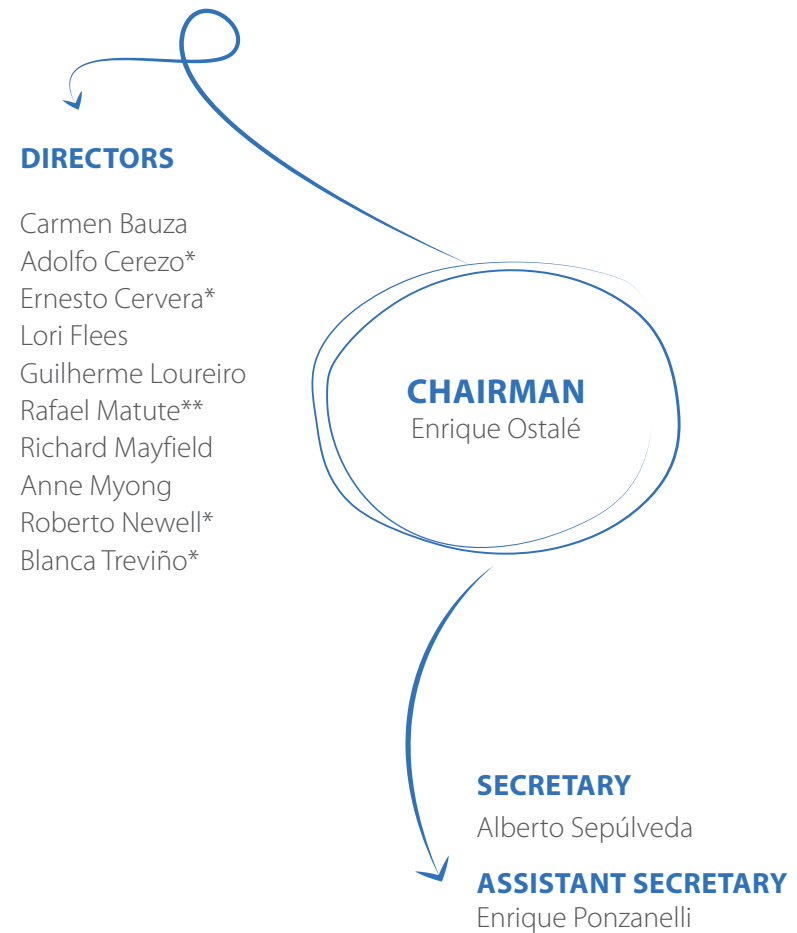 DIRECTORS
Carmen Bauza
Adolfo Cerezo*
Ernesto Cervera*
Lori Flees
Guilherme Loureiro
Rafael Matute**
Richard Mayfield
Anne Myong
Roberto Newell*
Blanca Treviño*
CHAIRMAN
Enrique Ostalé
SECRETARY
Alberto Sepúlveda
ASSISTANT SECRETARY
Enrique Ponzanelli